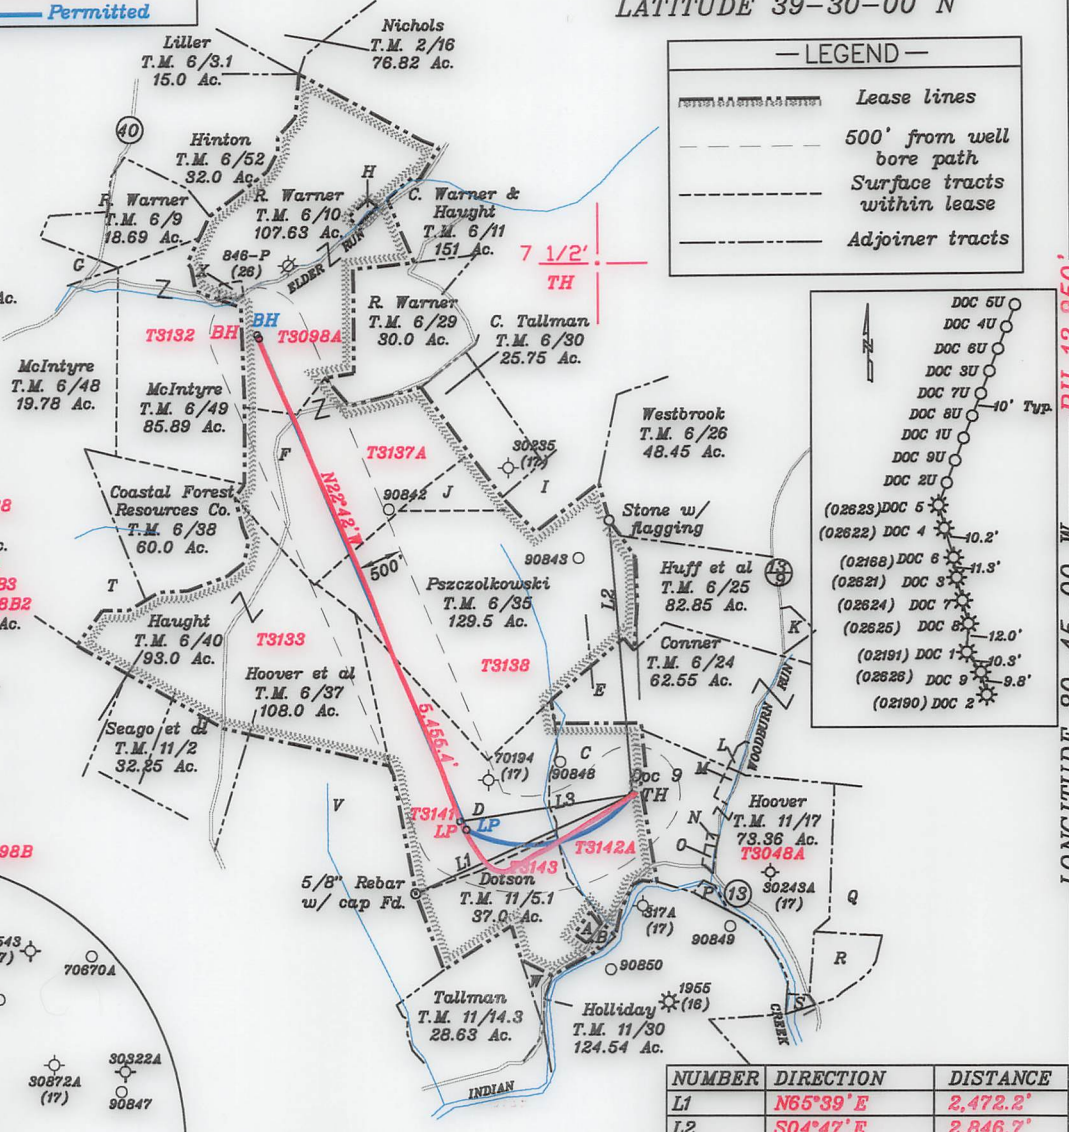 Permitted
LATITUDE 39-30-00 N
Nichols
T.M. 2/16
76.82 Ac.
Liller
T.M. 6/3.1
15.0 Ac.
LEGEND
Lease lines
500' from well
bore path
Surface tracts
within lease
Adjoiner tracts
40
Hinton
T.M. 6/52
32.0 Ac.
H
R. Warner
T.M. 6/9
18.69 Ac.
R. Warner
T.M. 6/10
107.63 Ac.
C. Warner &
Haught
T.M. 6/11
151 Ac.
G
X
846-P
(26)
ELDER RUN
7 1/2'
TH
Ac.
R. Warner
T.M. 6/29
30.0 Ac.
C. Tallman
T.M. 6/30
25.75 Ac.
T3132
BH
BH
T3098A
McIntyre
T.M. 6/48
19.78 Ac.
McIntyre
T.M. 6/49
85.89 Ac.
Westbrook
T.M. 6/26
48.45 Ac.
F
T3137A
30235
(17)
N22°42'W
90842
J
I
Coastal Forest
Resources Co.
T.M. 6/38
60.0 Ac.
Stone w/
flagging
500'
90843
13
9
Huff et al
T.M. 6/25
82.85 Ac.
Pszczolkowski
T.M. 6/35
129.5 Ac.
L2
T
Haught
T.M. 6/40
93.0 Ac.
T3133
K
Conner
T.M. 6/24
62.55 Ac.
T3138
Hoover et al
T.M. 6/37
108.0 Ac.
E
WOODBURN RUN
Seago et al
T.M. 11/2
32.25 Ac.
5,455.4'
70194
(17)
C
90848
L
M
Doc 9
TH
V
D
L3
T3141
LP
LP
Hoover
T.M. 11/17
73.36 Ac.
T3048A
N
O
T3142A
T3143
L1
5/8" Rebar
w/ cap Fd.
Dotson
T.M. 11/5.1
37.0 Ac.
30243A
(17)
P
13
Q
317A
(17)
A
B
90849
R
90850
W
Tallman
T.M. 11/14.3
28.63 Ac.
1955
(16)
Holliday
T.M. 11/30
124.54 Ac.
S
CREEK
INDIAN
DOC 5U
DOC 4U
DOC 6U
DOC 3U
DOC 7U
DOC 8U
10' Typ.
DOC 1U
DOC 9U
DOC 2U
(02623) DOC 5
(02622) DOC 4
10.2'
(02168) DOC 6
11.3'
(02621) DOC 3
(02624) DOC 7
(02625) DOC 8
12.0'
(02191) DOC 1
10.3'
(02626) DOC 9
9.8'
(02190) DOC 2
N
70670A
30872A
(17)
30322A
90847
NUMBER DIRECTION DISTANCE
L1 N65°39'E 2,472.2'
L2 S04°47'E 2,846.7'